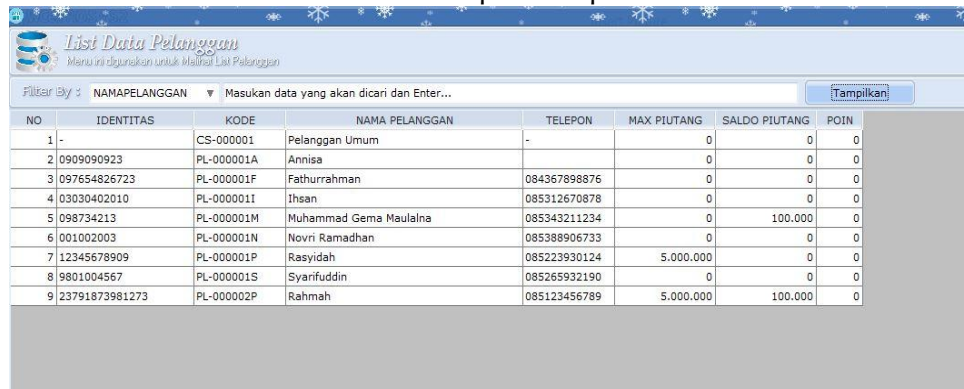 List Data Pelanggan
Menu ini digunakan untuk Melihat List Pelanggan
Filter By : NAMAPELANGGAN ▼ Masukan data yang akan dicari dan Enter... Tampilkan
NO IDENTITAS KODE NAMA PELANGGAN TELEPON MAX PIUTANG SALDO PIUTANG POIN
1 - CS-000001 Pelanggan Umum - 0 0 0
2 0909090923 PL-000001A Annisa 0 0 0
3 097654826723 PL-000001F Fathurrahman 084367898876 0 0 0
4 03030402010 PL-000001I Ihsan 085312670878 0 0 0
5 098734213 PL-000001M Muhammad Gema Maulalna 085343211234 0 100.000 0
6 001002003 PL-000001N Novri Ramadhan 085388906733 0 0 0
7 12345678909 PL-000001P Rasyidah 085223930124 5.000.000 0 0
8 9801004567 PL-000001S Syarifuddin 085265932190 0 0 0
9 23791873981273 PL-000002P Rahmah 085123456789 5.000.000 100.000 0